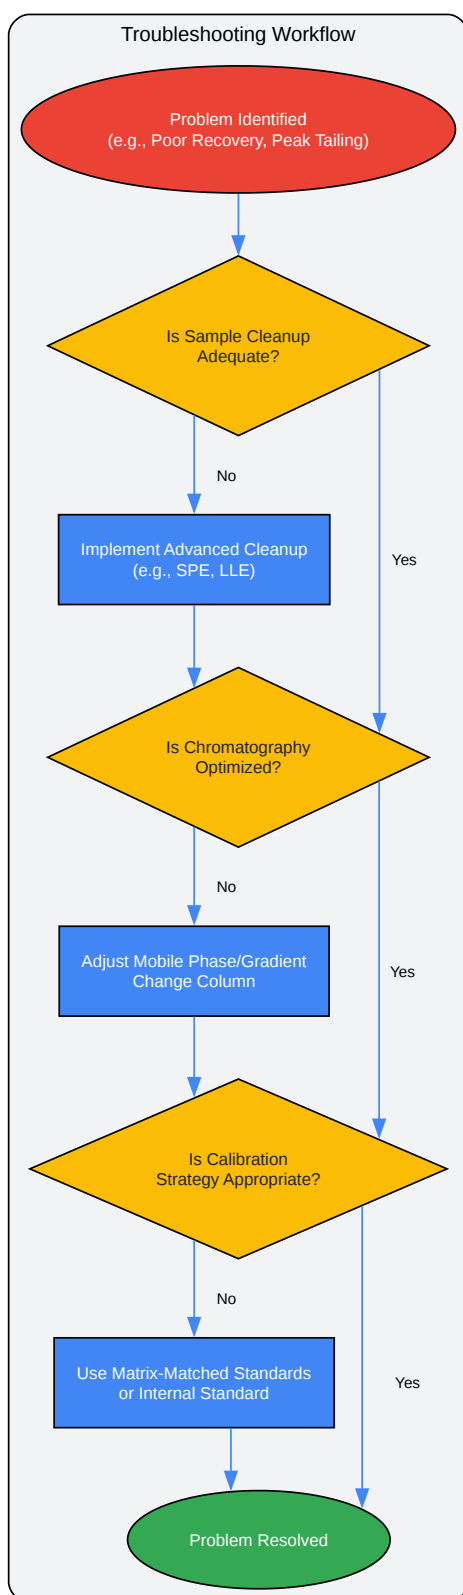 Troubleshooting Workflow
Problem Identified
(e.g., Poor Recovery, Peak Tailing)
Is Sample Cleanup
Adequate?
No
Implement Advanced Cleanup
(e.g., SPE, LLE)
Yes
Is Chromatography
Optimized?
No
Adjust Mobile Phase/Gradient
Change Column
Yes
Is Calibration
Strategy Appropriate?
No
Use Matrix-Matched Standards
or Internal Standard
Yes
Problem Resolved